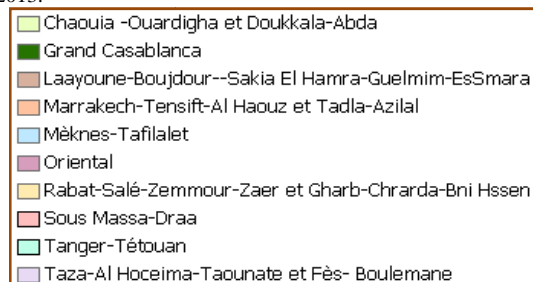 2013.
Chaouia -Ouardigha et Doukkala-Abda
Grand Casablanca
Laayoune-Boujdour--Sakia El Hamra-Guelmim-EsSmara
Marrakech-Tensift-Al Haouz et Tadla-Azilal
Mèknes-Tafilalet
Oriental
Rabat-Salé-Zemmour-Zaer et Gharb-Chrarda-Bni Hssen
Sous Massa-Draa
Tanger-Tétouan
Taza-Al Hoceima-Taounate et Fès- Boulemane